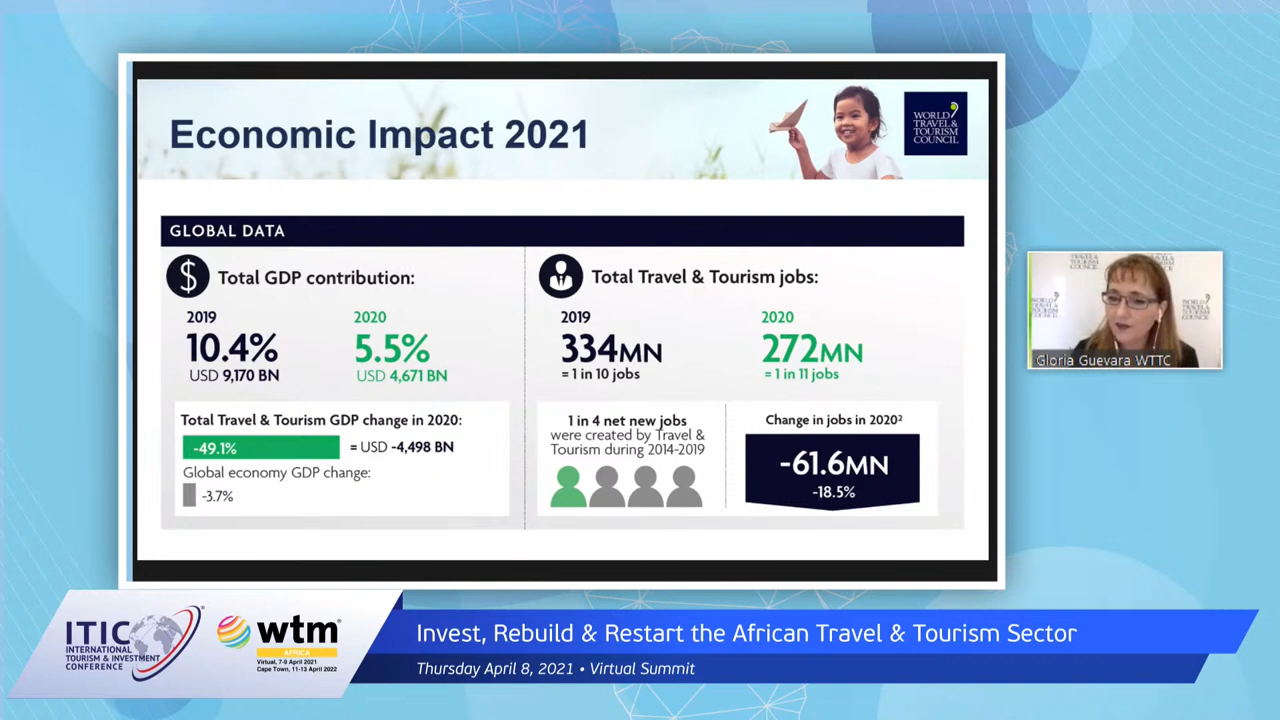 Economic Impact 2021
WORLD
TRAVEL &
TOURISM
COUNCIL
GLOBAL DATA
$ Total GDP contribution:
2019
10.4%
USD 9,170 BN
2020
5.5%
USD 4,671 BN
Total Travel & Tourism GDP change in 2020:
-49.1% = USD -4,498 BN
Global economy GDP change:
-3.7%
Total Travel & Tourism jobs:
2019
334MN
= 1 in 10 jobs
2020
272MN
= 1 in 11 jobs
1 in 4 net new jobs
were created by Travel &
Tourism during 2014-2019
Change in jobs in 2020²
-61.6MN
-18.5%
Gloria Guevara WTTC
ITIC
INTERNATIONAL
TOURISM & INVESTMENT
CONFERENCE
wtm
AFRICA
Virtual, 7-9 April 2021
Cape Town, 11-13 April 2022
Invest, Rebuild & Restart the African Travel & Tourism Sector
Thursday April 8, 2021 • Virtual Summit